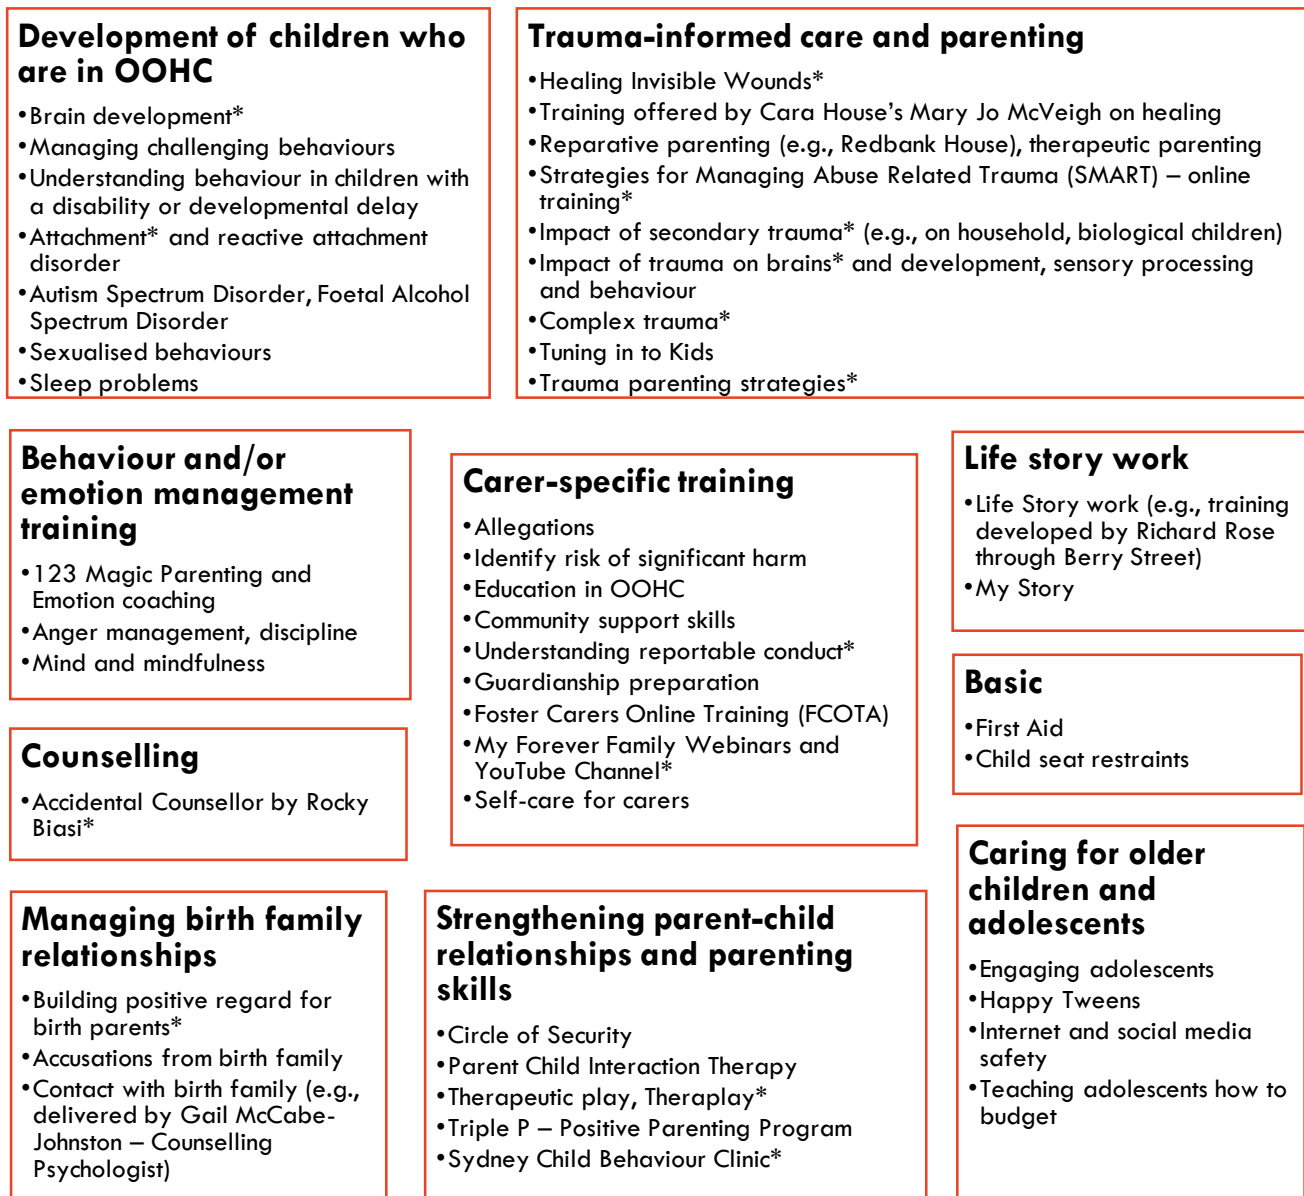 Development of children who
are in OOHC
•Brain development*
•Managing challenging behaviours
•Understanding behaviour in children with
a disability or developmental delay
•Attachment* and reactive attachment
disorder
•Autism Spectrum Disorder, Foetal Alcohol
Spectrum Disorder
•Sexualised behaviours
•Sleep problems
Trauma-informed care and parenting
•Healing Invisible Wounds*
•Training offered by Cara House's Mary Jo McVeigh on healing
•Reparative parenting (e.g., Redbank House), therapeutic parenting
•Strategies for Managing Abuse Related Trauma (SMART) – online
training*
•Impact of secondary trauma* (e.g., on household, biological children)
•Impact of trauma on brains* and development, sensory processing
and behaviour
•Complex trauma*
•Tuning in to Kids
•Trauma parenting strategies*
Behaviour and/or
emotion management
training
•123 Magic Parenting and
Emotion coaching
•Anger management, discipline
•Mind and mindfulness
Carer-specific training
•Allegations
•Identify risk of significant harm
•Education in OOHC
•Community support skills
•Understanding reportable conduct*
•Guardianship preparation
•Foster Carers Online Training (FCOTA)
•My Forever Family Webinars and
YouTube Channel*
•Self-care for carers
Life story work
•Life Story work (e.g., training
developed by Richard Rose
through Berry Street)
•My Story
Basic
•First Aid
•Child seat restraints
Counselling
•Accidental Counsellor by Rocky
Biasi*
Managing birth family
relationships
•Building positive regard for
birth parents*
•Accusations from birth family
•Contact with birth family (e.g.,
delivered by Gail McCabe-
Johnston – Counselling
Psychologist)
Strengthening parent-child
relationships and parenting
skills
•Circle of Security
•Parent Child Interaction Therapy
•Therapeutic play, Theraplay*
•Triple P – Positive Parenting Program
•Sydney Child Behaviour Clinic*
Caring for older
children and
adolescents
•Engaging adolescents
•Happy Tweens
•Internet and social media
safety
•Teaching adolescents how to
budget